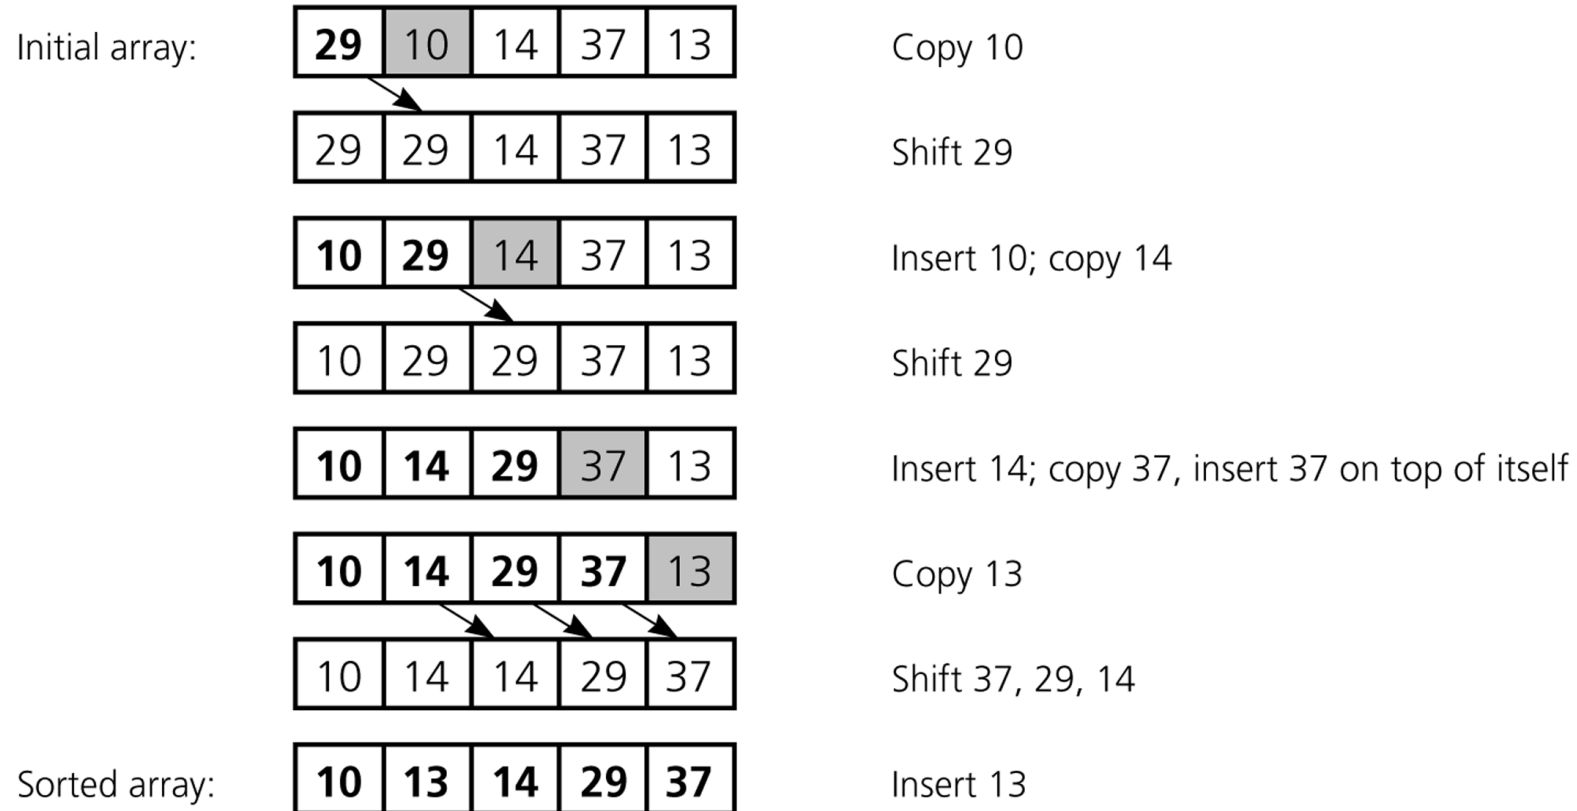 Initial array: 29 10 14 37 13 Copy 10
29 29 14 37 13 Shift 29
10 29 14 37 13 Insert 10; copy 14
10 29 29 37 13 Shift 29
10 14 29 37 13 Insert 14; copy 37, insert 37 on top of itself
10 14 29 37 13 Copy 13
10 14 14 29 37 Shift 37, 29, 14
Sorted array: 10 13 14 29 37 Insert 13